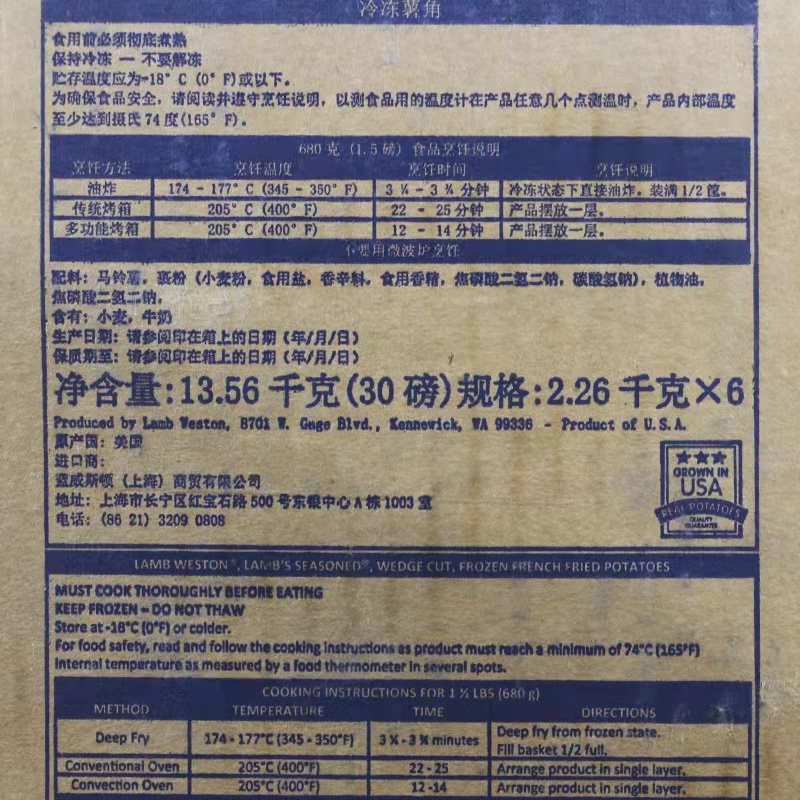 冷冻薯角
食用前必须彻底煮熟
保持冷冻 — 不要解冻
贮存温度应为-18°C (0°F)或以下。
为确保食品安全，请阅读并遵守烹饪说明，以测食品用的温度计在产品任意几个点测温时，产品内部温度
至少达到摄氏74度(165°F)。
680 克 (1.5 磅) 食品烹饪说明
烹饪方法 烹饪温度 烹饪时间 烹饪说明
油炸 174 - 177°C (345 - 350°F) 3 - 3 分钟 冷冻状态下直接油炸。装满1/2筐。
传统烤箱 205°C (400°F) 22 - 25 分钟 产品摆放一层。
多功能烤箱 205°C (400°F) 12 - 14 分钟 产品摆放一层。
不要用微波炉烹饪
配料：马铃薯，裹粉（小麦粉，食用盐，香辛料，食用香精，焦磷酸二氢二钠，碳酸氢钠），植物油，
焦磷酸二氢二钠。
含有：小麦，牛奶
生产日期：请参阅印在箱上的日期（年/月/日）
保质期至：请参阅印在箱上的日期（年/月/日）
净含量:13.56 千克(30 磅)规格:2.26 千克×6
Produced by Lamb Weston, 8701 W. Gage Blvd., Kennewick, WA 99336 - Product of U.S.A.
原产国：美国
进口商：
蓝威斯顿（上海）商贸有限公司
地址：上海市长宁区红宝石路500号东银中心A栋1003室
电话：(86 21) 3209 0808
GROWN IN
USA
REAL POTATOES
QUALITY
GUARANTEE
LAMB WESTON®, LAMB'S SEASONED®, WEDGE CUT, FROZEN FRENCH FRIED POTATOES
MUST COOK THOROUGHLY BEFORE EATING
KEEP FROZEN – DO NOT THAW
Store at -18°C (0°F) or colder.
For food safety, read and follow the cooking instructions as product must reach a minimum of 74°C (165°F)
internal temperature as measured by a food thermometer in several spots.
COOKING INSTRUCTIONS FOR 1 ½ LBS (680 g)
METHOD TEMPERATURE TIME DIRECTIONS
Deep Fry 174 - 177°C (345 - 350°F) 3 - 3 minutes Deep fry from frozen state.
Fill basket 1/2 full.
Conventional Oven 205°C (400°F) 22 - 25 Arrange product in single layer.
Convection Oven 205°C (400°F) 12 -14 Arrange product in single layer.